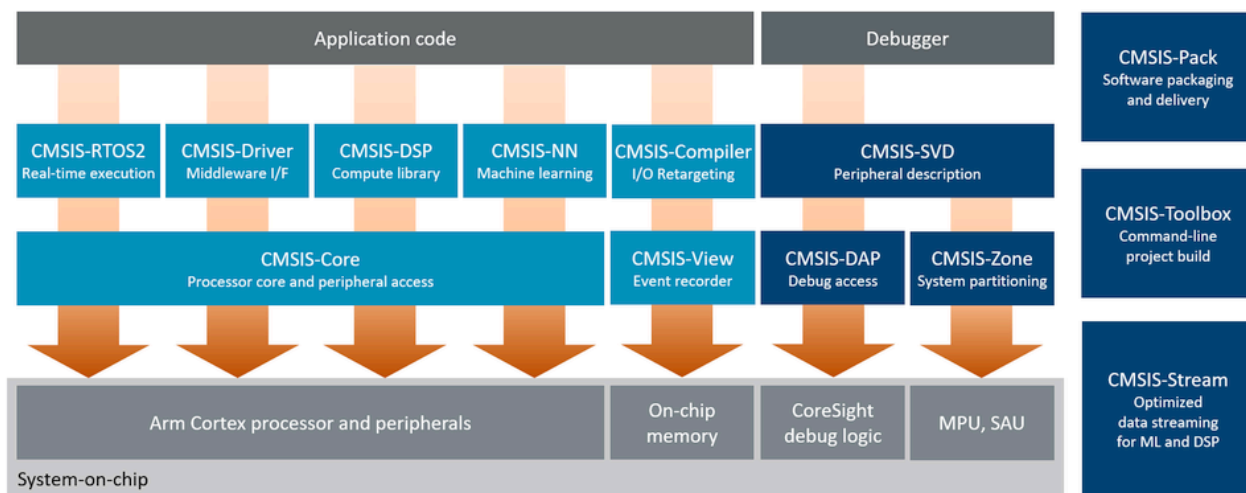 Application code
Debugger
CMSIS-Pack
Software packaging
and delivery
CMSIS-RTOS2
Real-time execution
CMSIS-Driver
Middleware I/F
CMSIS-DSP
Compute library
CMSIS-NN
Machine learning
CMSIS-Compiler
I/O Retargeting
CMSIS-SVD
Peripheral description
CMSIS-Toolbox
Command-line
project build
CMSIS-Core
Processor core and peripheral access
CMSIS-View
Event recorder
CMSIS-DAP
Debug access
CMSIS-Zone
System partitioning
CMSIS-Stream
Optimized
data streaming
for ML and DSP
Arm Cortex processor and peripherals
On-chip
memory
CoreSight
debug logic
MPU, SAU
System-on-chip